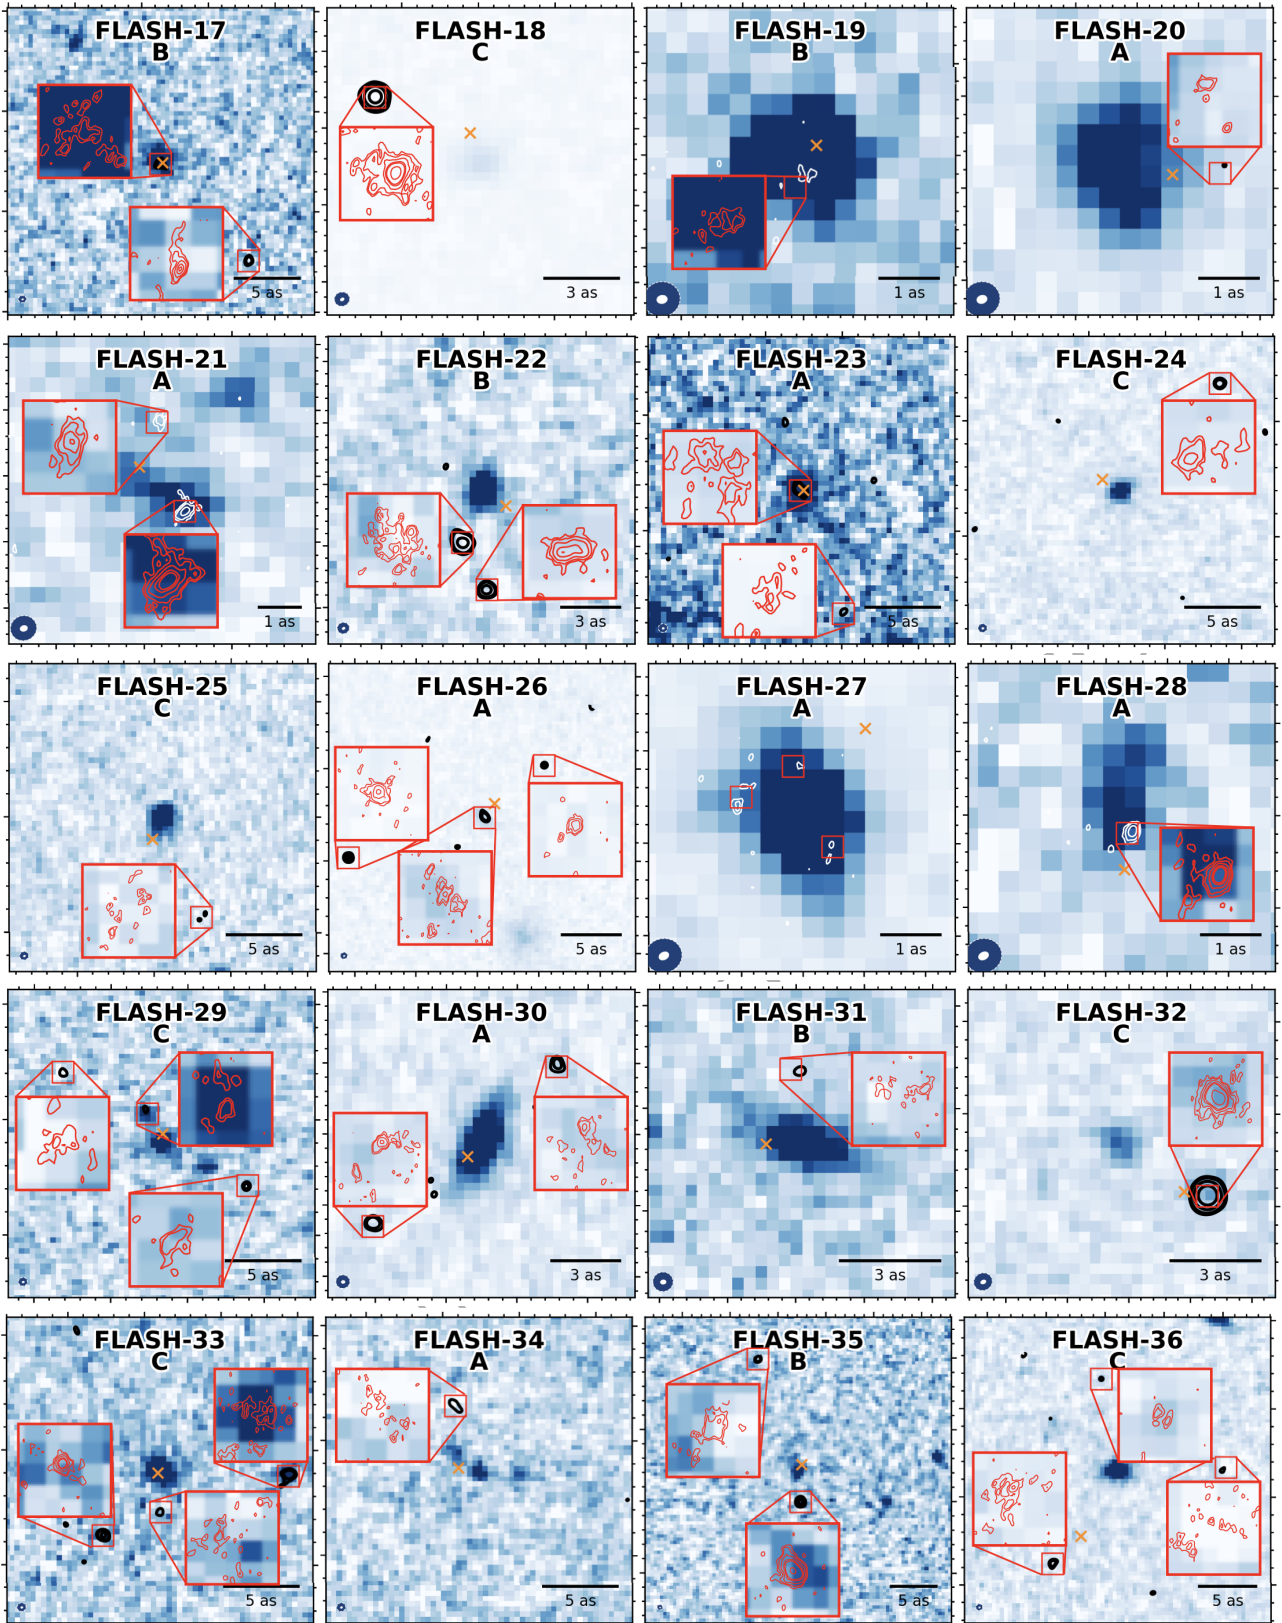 FLASH-17
B
5 as
FLASH-18
C
3 as
FLASH-19
B
1 as
FLASH-20
A
1 as
FLASH-21
A
1 as
FLASH-22
B
3 as
FLASH-23
A
5 as
FLASH-24
C
5 as
FLASH-25
C
5 as
FLASH-26
A
5 as
FLASH-27
A
1 as
FLASH-28
A
1 as
FLASH-29
C
5 as
FLASH-30
A
3 as
FLASH-31
B
3 as
FLASH-32
C
3 as
FLASH-33
C
5 as
FLASH-34
A
5 as
FLASH-35
B
5 as
FLASH-36
C
5 as